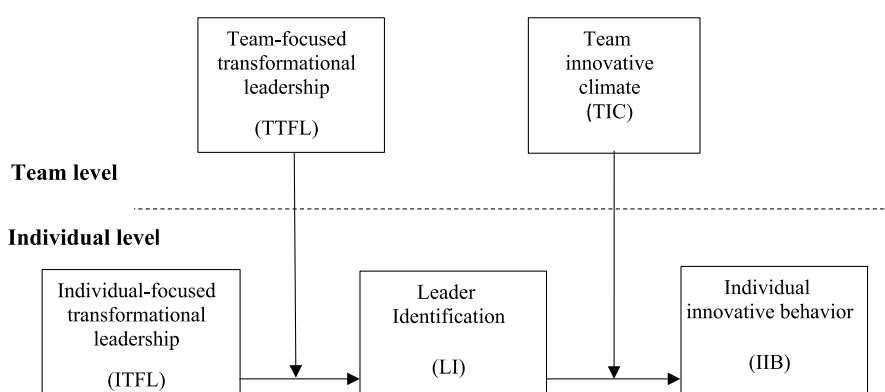 Team-focused
transformational
leadership
(TTFL)
Team
innovative
climate
(TIC)
Team level
Individual level
Individual-focused
transformational
leadership
(ITFL)
Leader
Identification
(LI)
Individual
innovative behavior
(IIB)